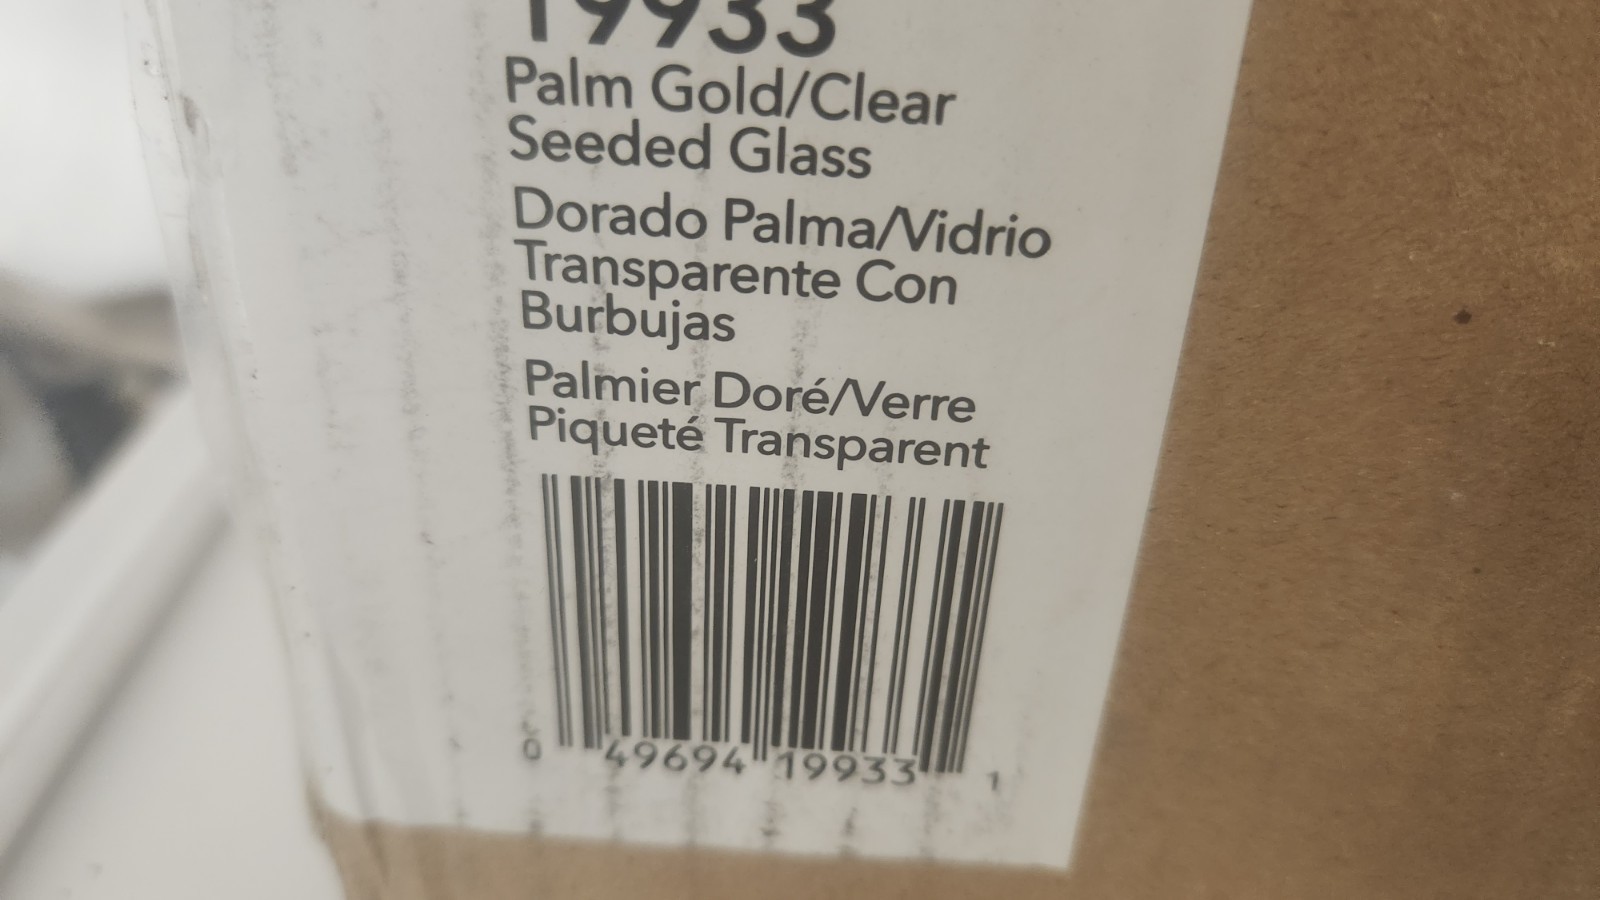 19933
Palm Gold/Clear
Seeded Glass
Dorado Palma/Vidrio
Transparente Con
Burbujas
Palmier Doré/Verre
Piqueté Transparent
0 49694 19933 1